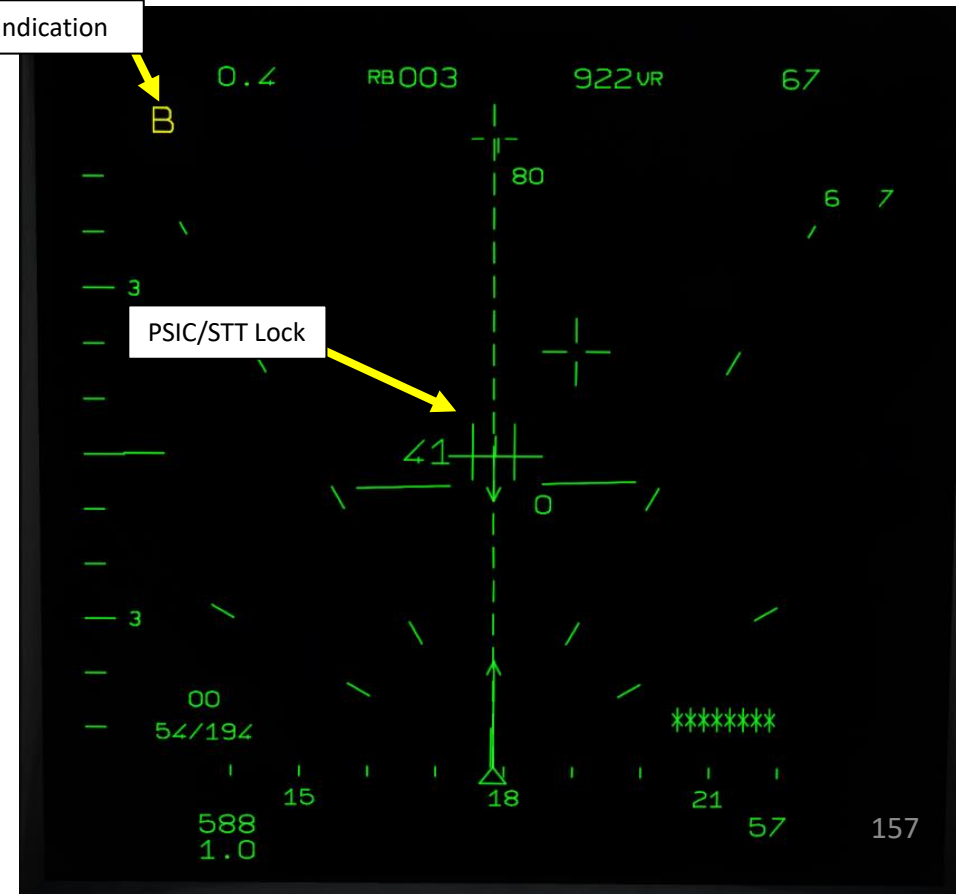 ndication
0.4 RB003 922VR 67
B
80
6 7
3
PSIC/STT Lock
41
0
3
00
54/194
********
15 18 21
588 57 157
1.0